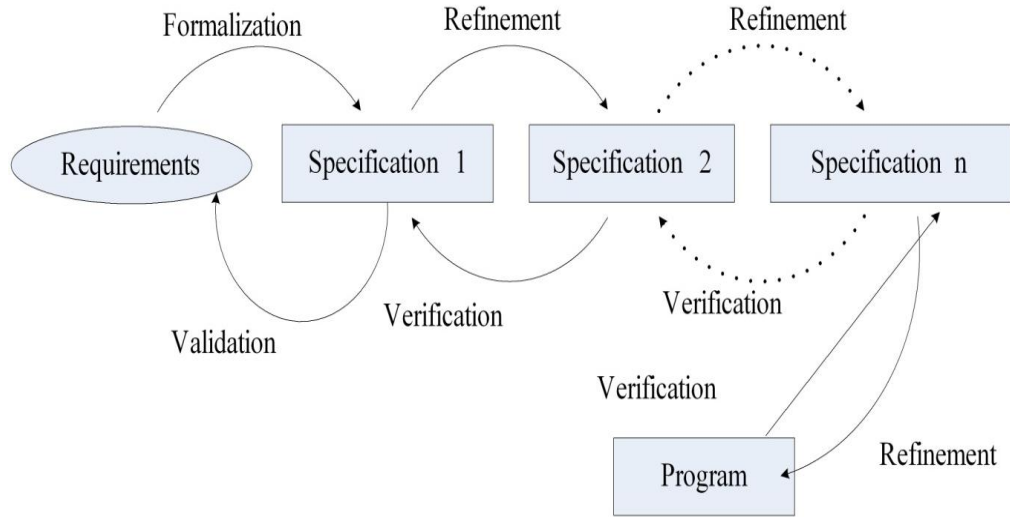 Formalization
Refinement
Refinement
Requirements
Specification 1
Specification 2
Specification n
Validation
Verification
Verification
Verification
Refinement
Program